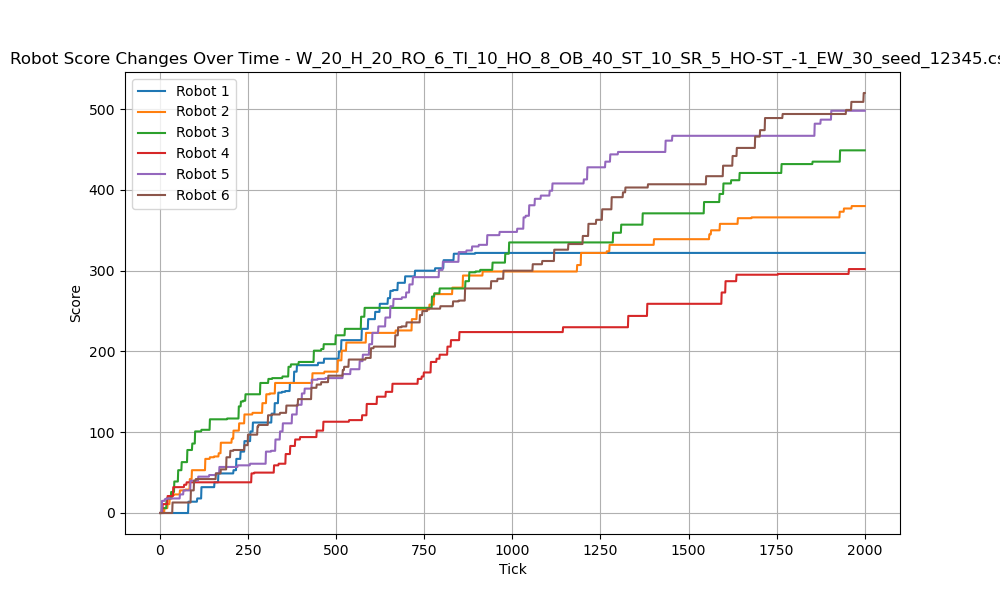 Robot Score Changes Over Time - W_20_H_20_RO_6_TI_10_HO_8_OB_40_ST_10_SR_5_HO-ST_-1_EW_30_seed_12345.cs
Robot 1
Robot 2
Robot 3
Robot 4
Robot 5
Robot 6
Score
500
400
300
200
100
0
0 250 500 750 1000 1250 1500 1750 2000
Tick